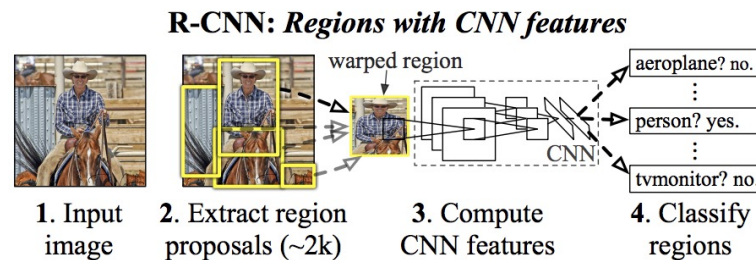 R-CNN: Regions with CNN features
warped region
aeroplane? no.
person? yes.
tvmonitor? no.
CNN
1. Input
image
2. Extract region
proposals (~2k)
3. Compute
CNN features
4. Classify
regions